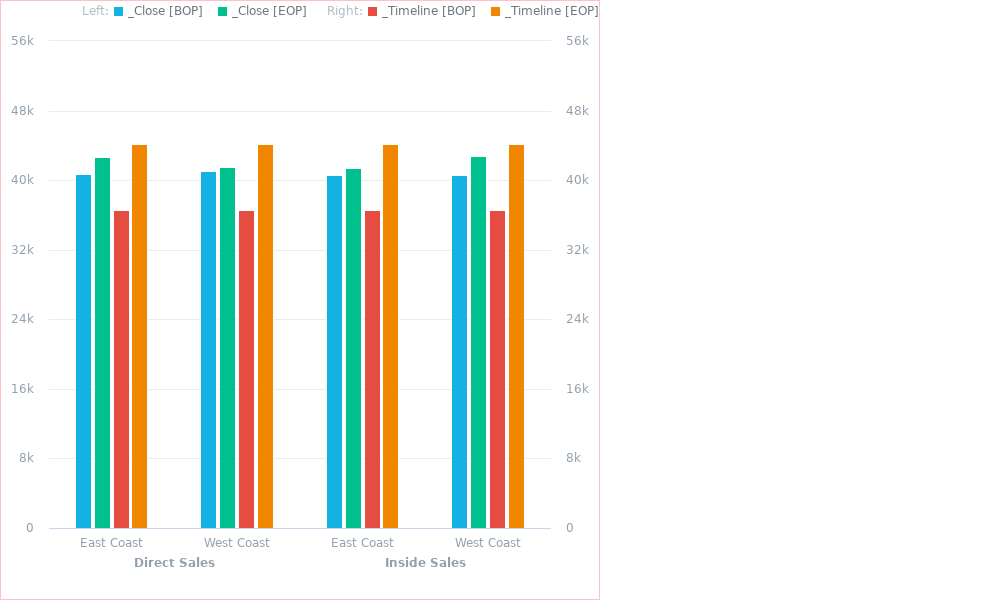 Left: _Close [BOP] _Close [EOP] Right: _Timeline [BOP] _Timeline [EOP]
56k 56k
48k 48k
40k 40k
32k 32k
24k 24k
16k 16k
8k 8k
0 0
East Coast West Coast East Coast West Coast
Direct Sales Inside Sales